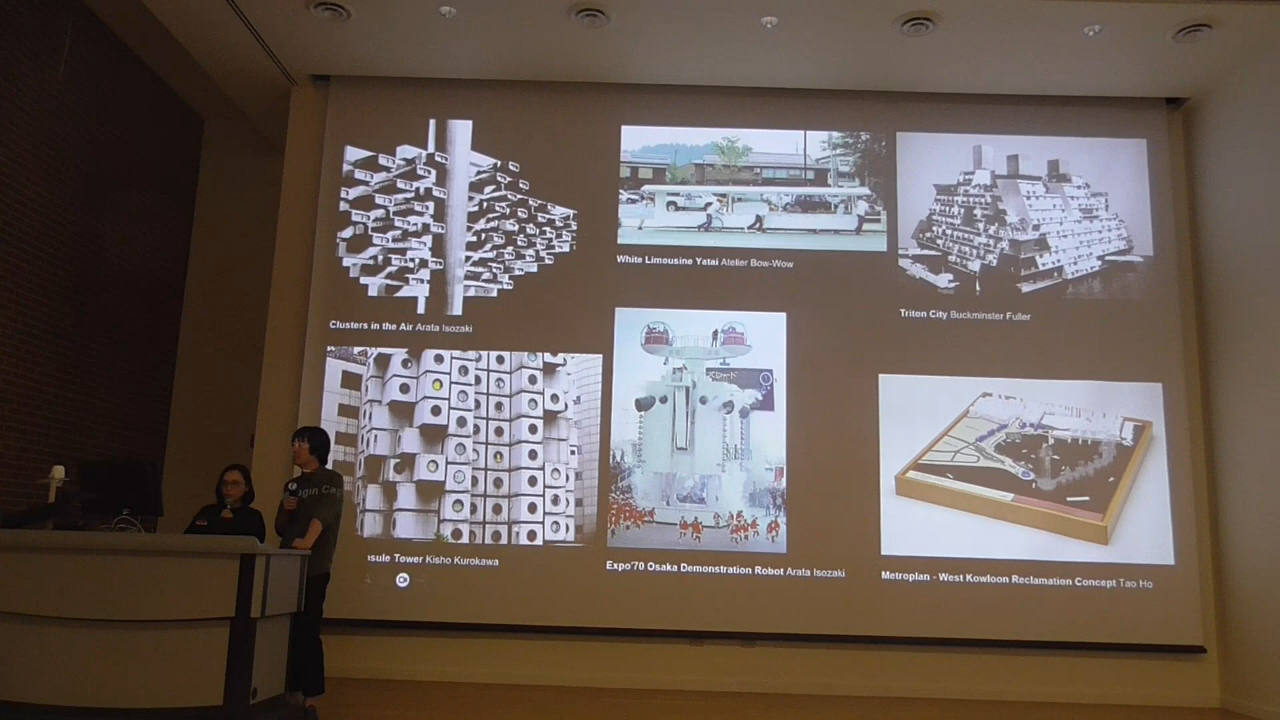 Clusters in the Air Arata Isozaki
White Limousine Yatai Atelier Bow-Wow
Triton City Buckminster Fuller
sule Tower Kisho Kurokawa
Expo'70 Osaka Demonstration Robot Arata Isozaki
Metroplan - West Kowloon Reclamation Concept Tao Ho